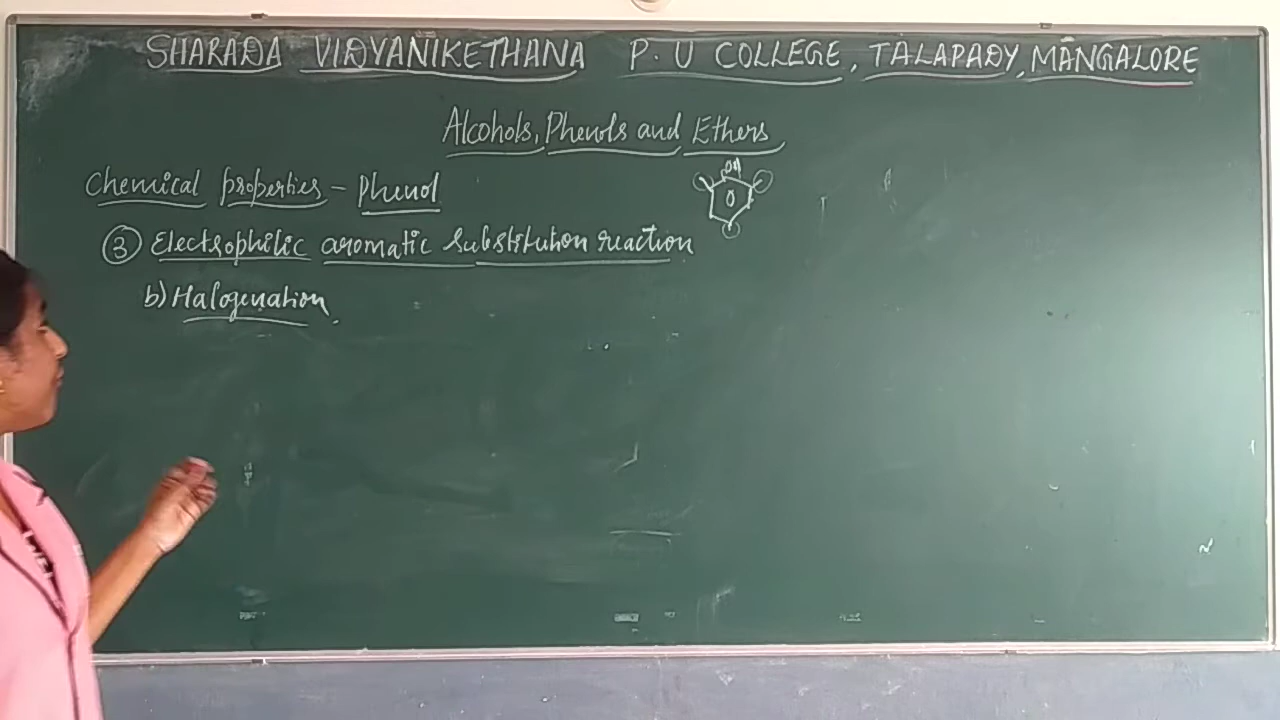 SHARADA VIDYANIKETHANA P.U COLLEGE, TALAPADY, MANGALORE
Alcohols, Phenols and Ethers
Chemical properties - Phenol
OH
③ Electrophilic aromatic substitution reaction
b) Halogenation